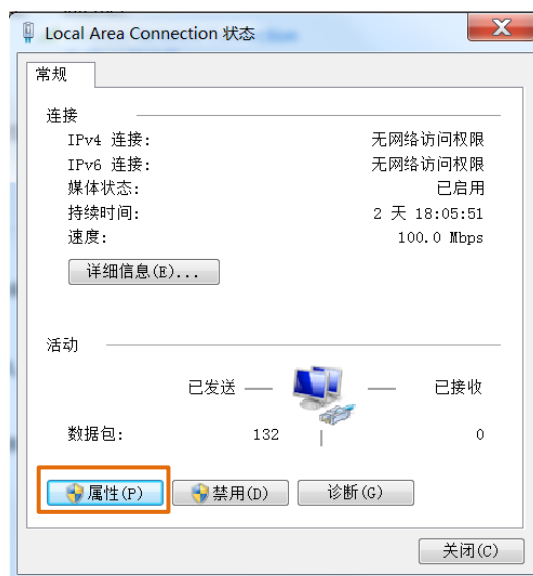 Local Area Connection 状态
常规
连接
IPv4 连接: 无网络访问权限
IPv6 连接: 无网络访问权限
媒体状态: 已启用
持续时间: 2 天 18:05:51
速度: 100.0 Mbps
详细信息(E)...
活动
已发送 — — 已接收
数据包: 132 | 0
属性(P) 禁用(D) 诊断(G)
关闭(C)